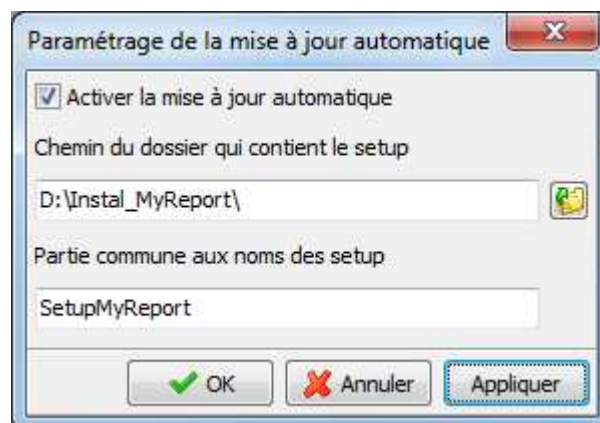 Paramétrage de la mise à jour automatique
Activer la mise à jour automatique
Chemin du dossier qui contient le setup
D:\Instal_MyReport\
Partie commune aux noms des setup
SetupMyReport
OK Annuler Appliquer